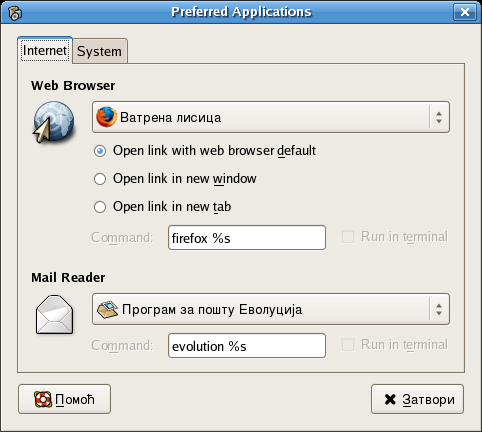 Preferred Applications
Internet
System
Web Browser
Ватрена лисица
Open link with web browser default
Open link in new window
Open link in new tab
Command:
firefox %s
Run in terminal
Mail Reader
Програм за пошту Еволуција
Command:
evolution %s
Run in terminal
Помоћ
Затвори